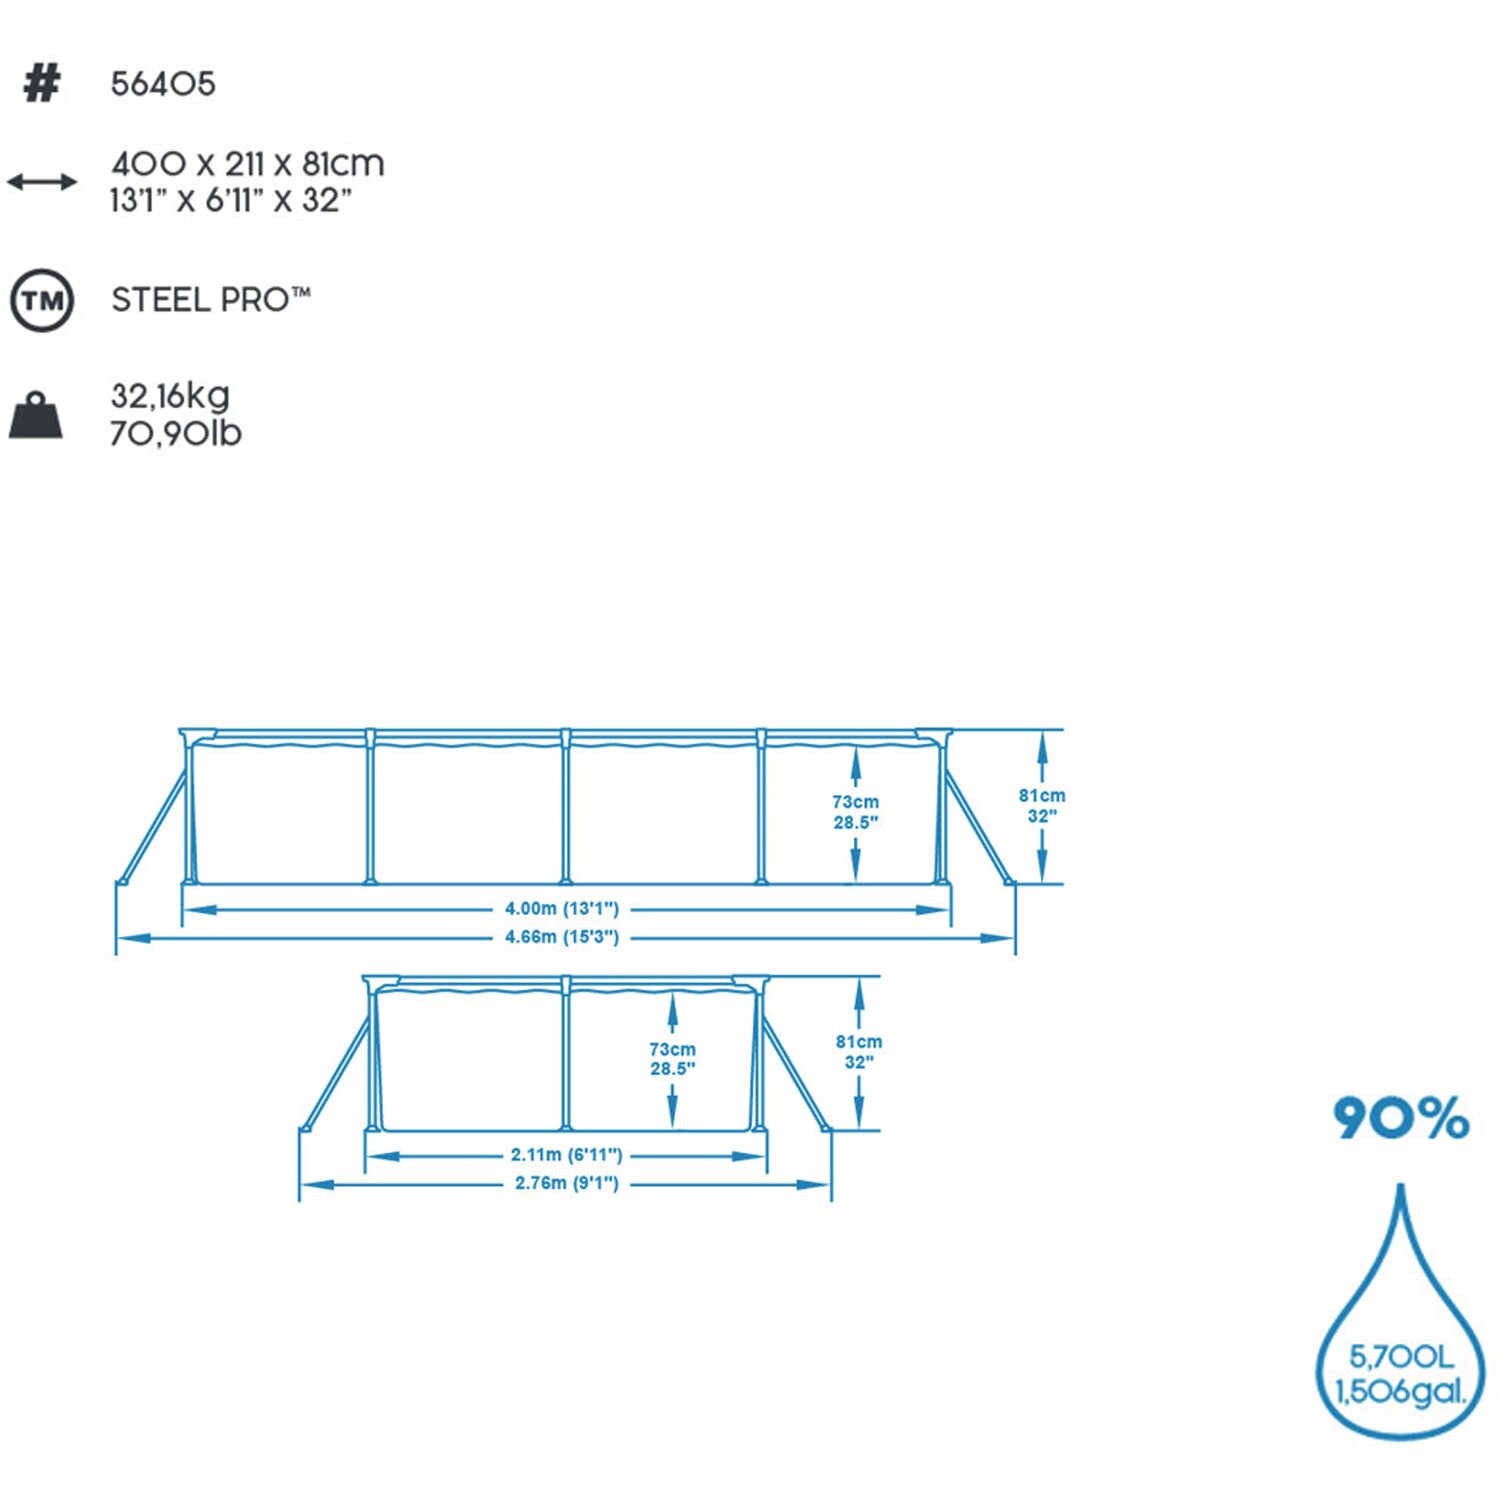 # 56405
400 x 211 x 81cm
13'1" X 6'11" X 32"
TM STEEL PRO™
32,16kg
70,90lb
73cm
28.5"
81cm
32"
4.00m (13'1")
4.66m (15'3")
73cm
28.5"
81cm
32"
2.11m (6'11")
2.76m (9'1")
90%
5,700L
1,506gal.